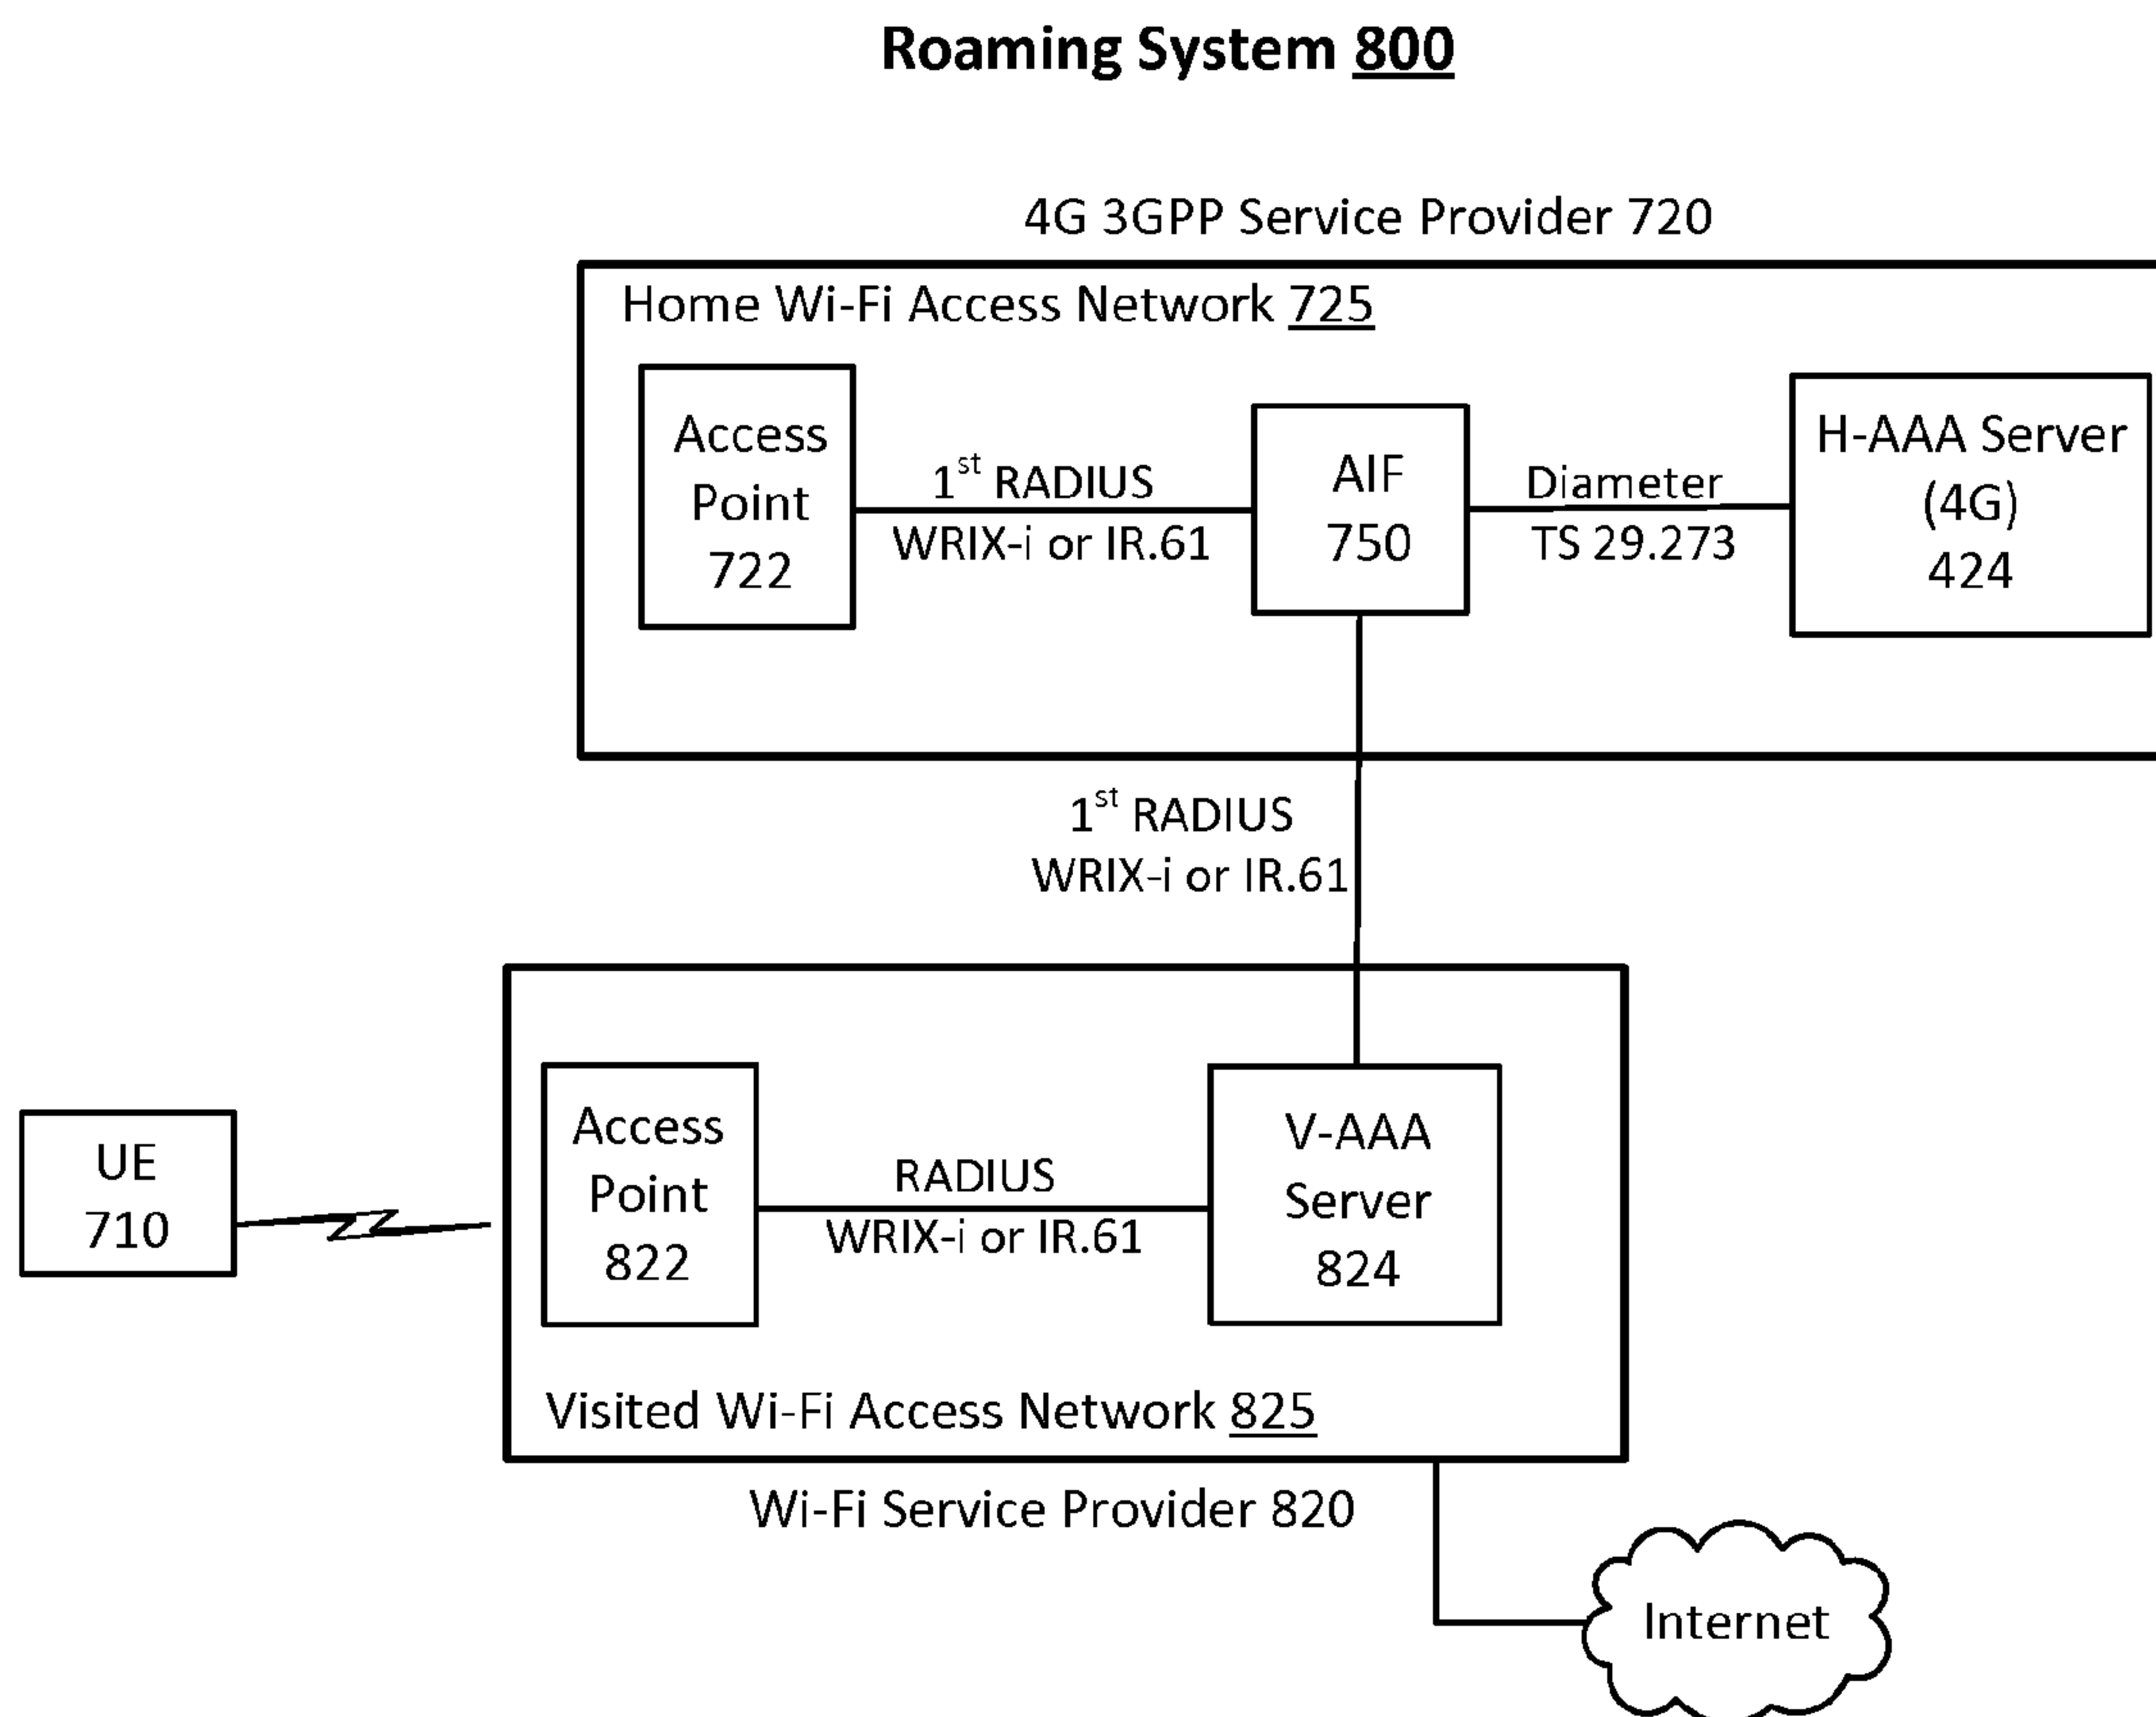 Roaming System 800
4G 3GPP Service Provider 720
Home Wi-Fi Access Network 725
Access
Point
722
1st RADIUS
WRIX-i or IR.61
AIF
750
Diameter
TS 29.273
H-AAA Server
(4G)
424
1st RADIUS
WRIX-i or IR.61
UE
710
Access
Point
822
RADIUS
WRIX-i or IR.61
V-AAA
Server
824
Visited Wi-Fi Access Network 825
Wi-Fi Service Provider 820
Internet